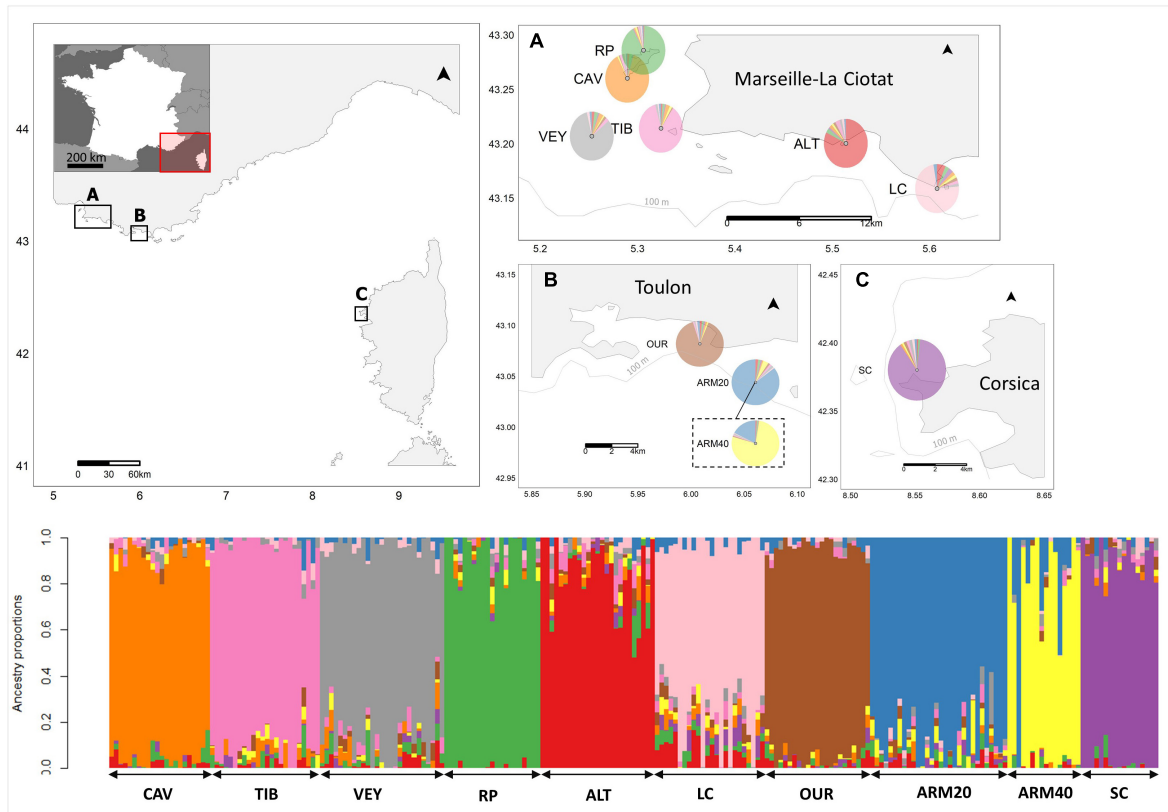 200 km
A
B
C
44
43
42
41
0 30 60km
5 6 7 8 9
A
43.30
43.25
43.20
43.15
RP
CAV
VEY
TIB
ALT
LC
Marseille-La Ciotat
100 m
0 6 12km
5.2 5.3 5.4 5.5 5.6
B
Toulon
43.15
43.10
43.05
43.00
42.95
OUR
100 m
ARM20
ARM40
0 2 4km
5.85 5.90 5.95 6.00 6.05 6.10
C
42.45
42.40
42.35
42.30
SC
Corsica
100 m
0 2 4km
8.50 8.55 8.60 8.65
Ancestry proportions
1.0
0.8
0.6
0.4
0.2
0.0
CAV TIB VEY RP ALT LC OUR ARM20 ARM40 SC